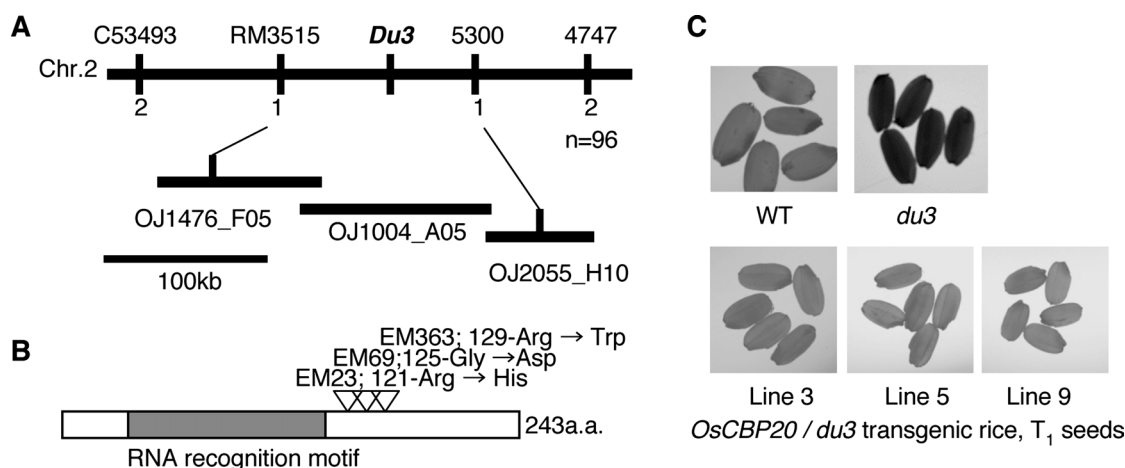 A
C53493 RM3515 Du3 5300 4747
Chr.2
2 1 1 2
n=96
OJ1476_F05
OJ1004_A05
OJ2055_H10
100kb
B
EM363; 129-Arg → Trp
EM69;125-Gly →Asp
EM23; 121-Arg → His
243a.a.
RNA recognition motif
C
WT du3
Line 3 Line 5 Line 9
OsCBP20 / du3 transgenic rice, T1 seeds